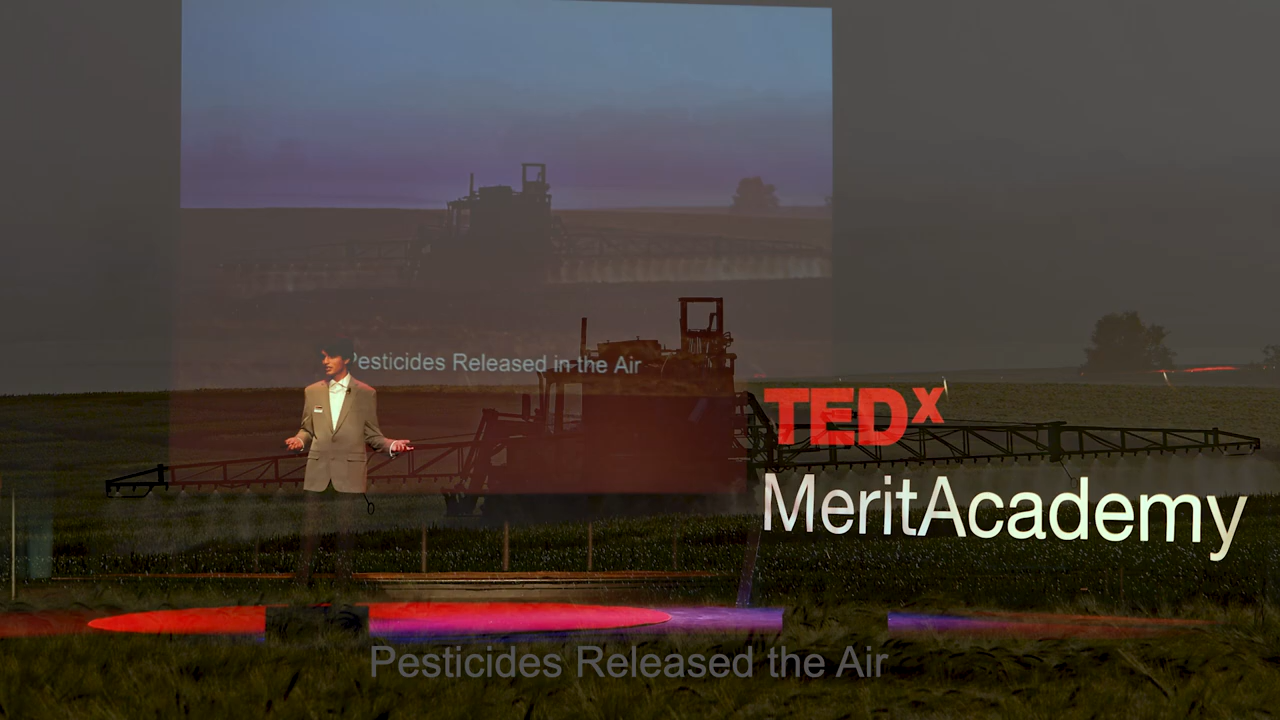 Pesticides Released in the Air
TEDx
MeritAcademy
Pesticides Released the Air